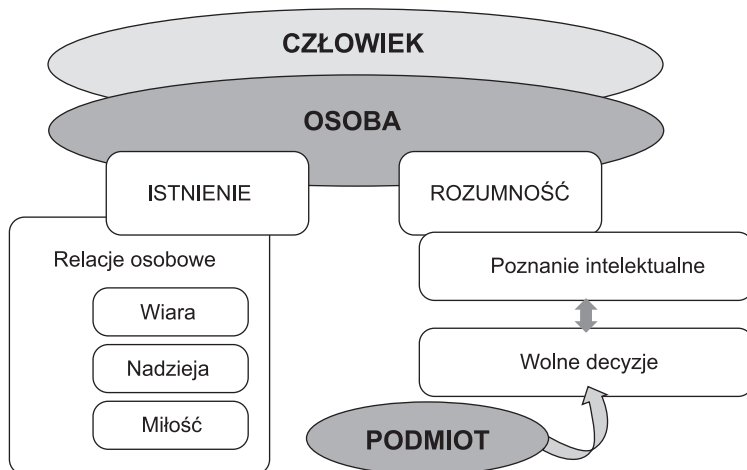 CZŁOWIEK
OSOBA
ISTNIENIE
ROZUMNOŚĆ
Relacje osobowe
Wiara
Nadzieja
Miłość
Poznanie intelektualne
Wolne decyzje
PODMIOT